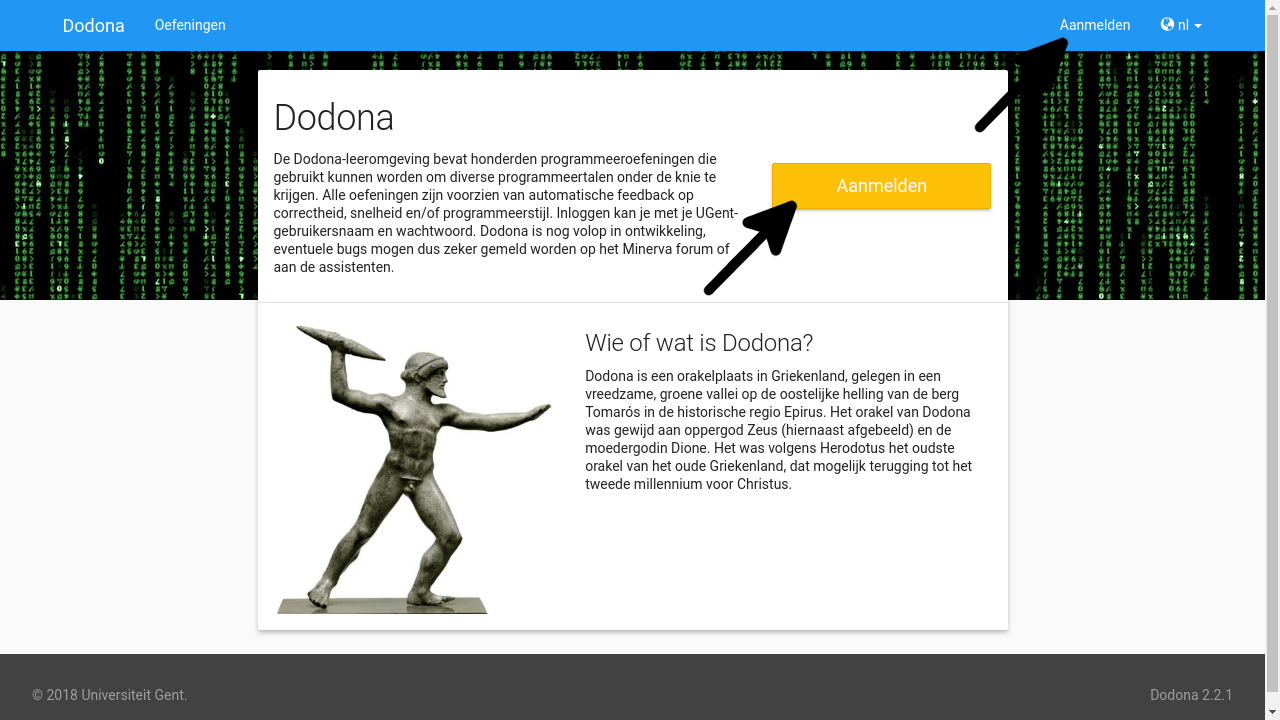 Dodona Oefeningen Aanmelden nl
Dodona
De Dodona-leeromgeving bevat honderden programmeeroefeningen die
gebruikt kunnen worden om diverse programmeertalen onder de knie te
krijgen. Alle oefeningen zijn voorzien van automatische feedback op
correctheid, snelheid en/of programmeerstijl. Inloggen kan je met je UGent-
gebruikersnaam en wachtwoord. Dodona is nog volop in ontwikkeling,
eventuele bugs mogen dus zeker gemeld worden op het Minerva forum of
aan de assistenten.
Aanmelden
Wie of wat is Dodona?
Dodona is een orakelplaats in Griekenland, gelegen in een
vreedzame, groene vallei op de oostelijke helling van de berg
Tomarós in de historische regio Epirus. Het orakel van Dodona
was gewijd aan oppergod Zeus (hiernaast afgebeeld) en de
moedergodin Dione. Het was volgens Herodotus het oudste
orakel van het oude Griekenland, dat mogelijk terugging tot het
tweede millennium voor Christus.
© 2018 Universiteit Gent. Dodona 2.2.1